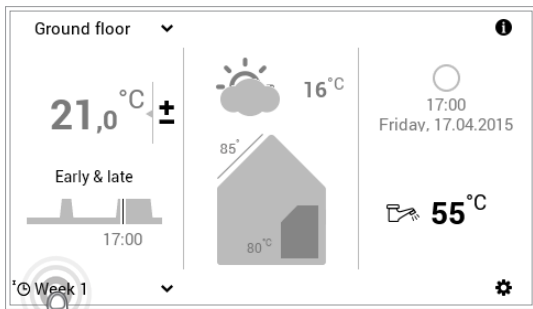 Ground floor
21,0 °C ±
Early & late
17:00
Week 1
16 °C
85°
80 °C
17:00
Friday, 17.04.2015
55 °C